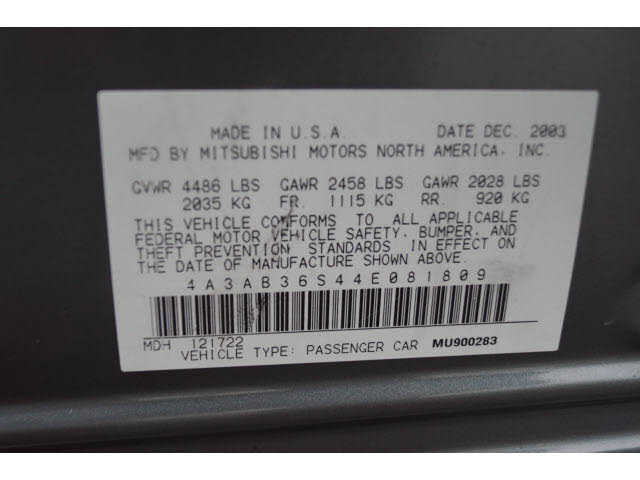 MADE IN U.S.A. DATE DEC. 2003
MFD BY MITSUBISHI MOTORS NORTH AMERICA, INC.
GVWR 4486 LBS GAWR 2458 LBS GAWR 2028 LBS
2035 KG FR. 1115 KG RR. 920 KG
THIS VEHICLE CONFORMS TO ALL APPLICABLE
FEDERAL MOTOR VEHICLE SAFETY, BUMPER, AND
THEFT PREVENTION STANDARDS IN EFFECT ON
THE DATE OF MANUFACTURE SHOWN ABOVE.
4A3AB36S44E081809
MDH 121722
VEHICLE TYPE: PASSENGER CAR MU900283